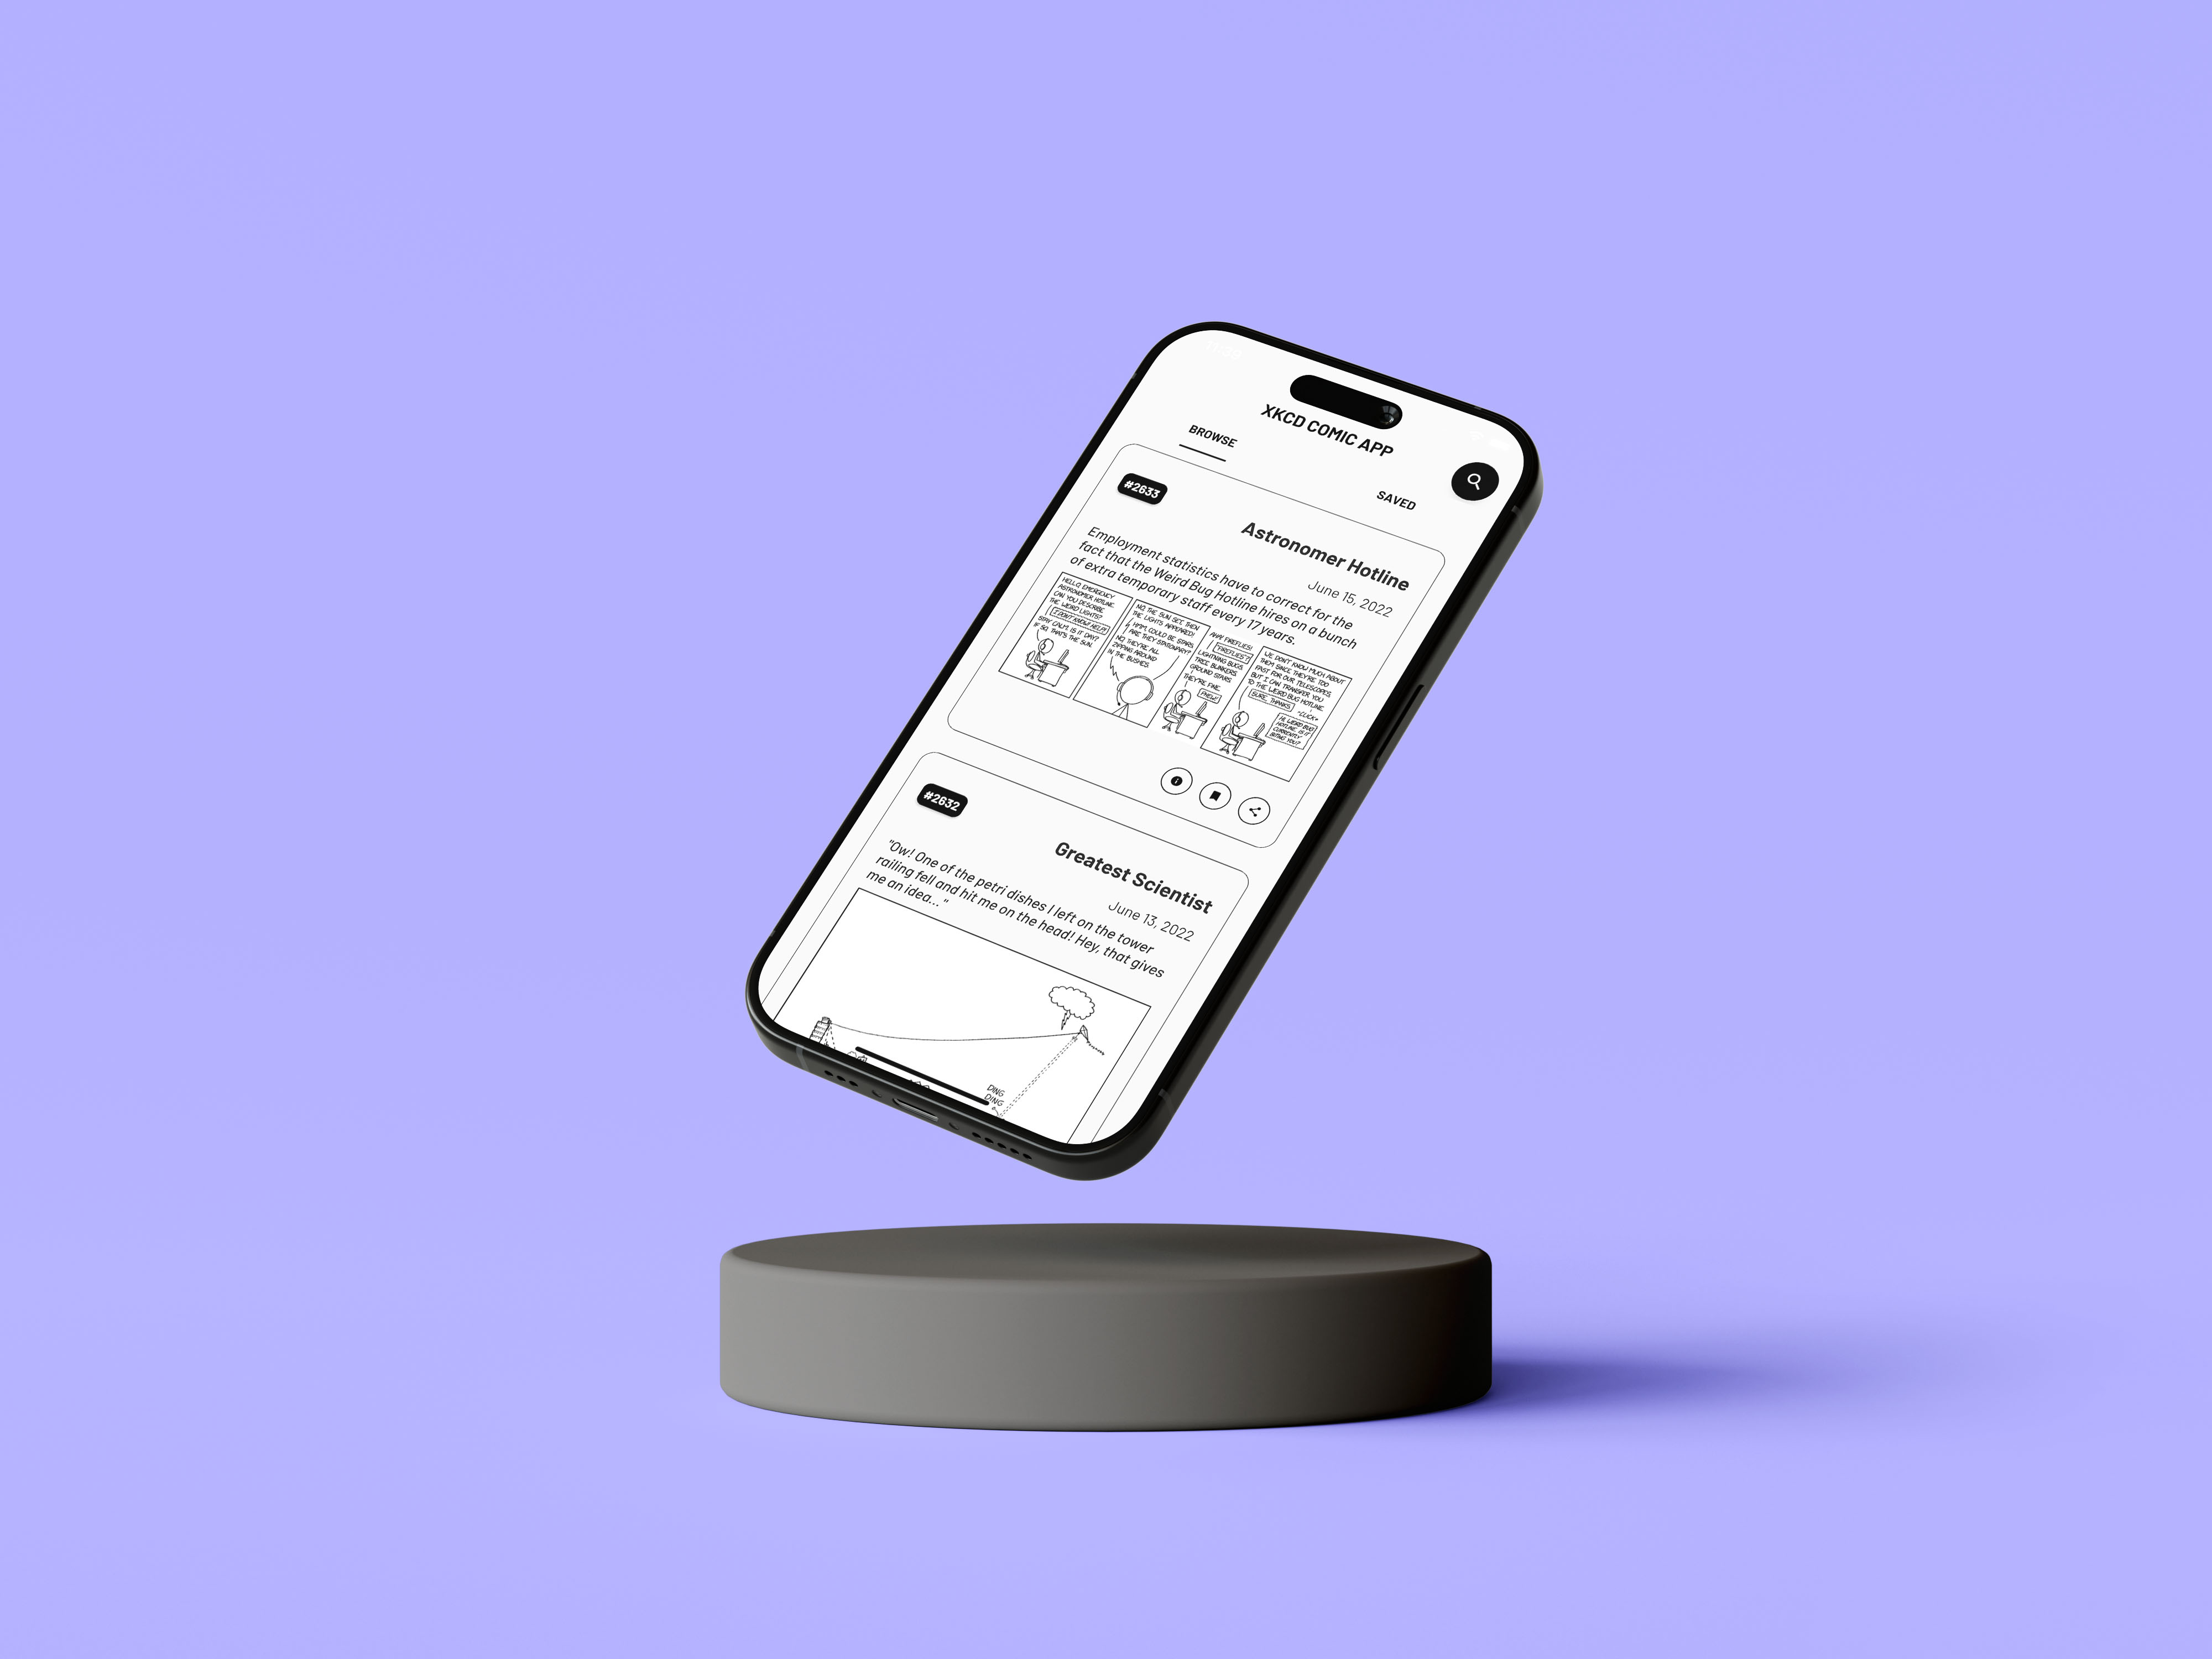 XKCD COMIC APP
BROWSE
SAVED
#2633
Astronomer Hotline
June 15, 2022
Employment statistics have to correct for the
fact that the Weird Bug Hotline hires on a bunch
of extra temporary staff every 17 years.
HELLO, EMERGENCY
ASTRONOMER HOTLINE.
CAN YOU DESCRIBE
THE WEIRD LIGHTS?
I DON'T KNOW! HELP!
STAY CALM. IS IT DAY?
IF SO, THAT'S THE SUN.
NO, THE SUN SET, THEN
THE LIGHTS APPEARED!
HMM, COULD BE STARS.
ARE THEY STATIONARY?
NO, THEY'RE ALL
ZIPPING AROUND
IN THE BUSHES.
AHA! FIREFLIES!
FIREFLIES?
LIGHTNING BUGS.
TREE BLINKERS.
GROUND STARS.
THEY'RE FINE.
PHEW!
WE DON'T KNOW MUCH ABOUT
THEM SINCE THEY'RE TOO
FAST FOR OUR TELESCOPES,
BUT I CAN TRANSFER YOU
TO THE WEIRD BUG HOTLINE.
SURE, THANKS.
*CLICK*
HI, WEIRD BUG
HOTLINE, IS IT
CURRENTLY
BITING YOU?
#2632
Greatest Scientist
June 13, 2022
"Ow! One of the petri dishes I left on the tower
railing fell and hit me on the head! Hey, that gives
me an idea... "
DING
DING